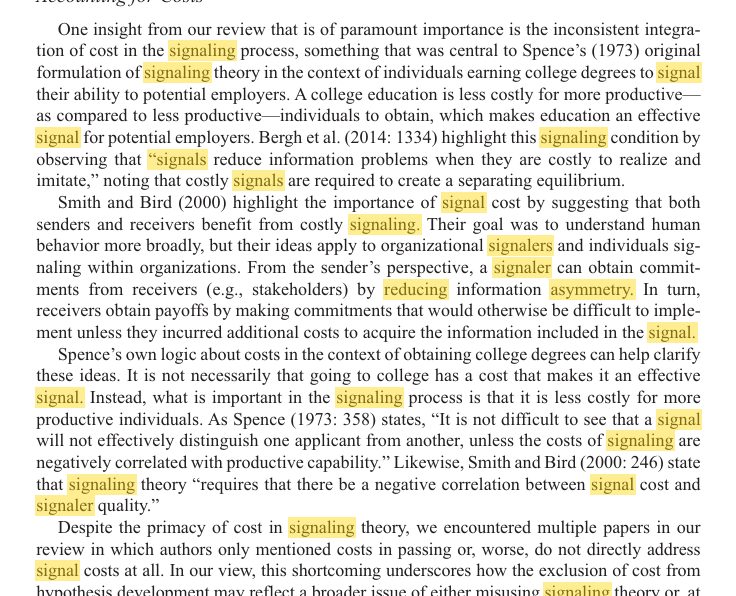 Accounting for Costs
One insight from our review that is of paramount importance is the inconsistent integra-
tion of cost in the signaling process, something that was central to Spence's (1973) original
formulation of signaling theory in the context of individuals earning college degrees to signal
their ability to potential employers. A college education is less costly for more productive—
as compared to less productive—individuals to obtain, which makes education an effective
signal for potential employers. Bergh et al. (2014: 1334) highlight this signaling condition by
observing that “signals reduce information problems when they are costly to realize and
imitate,” noting that costly signals are required to create a separating equilibrium.
Smith and Bird (2000) highlight the importance of signal cost by suggesting that both
senders and receivers benefit from costly signaling. Their goal was to understand human
behavior more broadly, but their ideas apply to organizational signalers and individuals sig-
naling within organizations. From the sender's perspective, a signaler can obtain commit-
ments from receivers (e.g., stakeholders) by reducing information asymmetry. In turn,
receivers obtain payoffs by making commitments that would otherwise be difficult to imple-
ment unless they incurred additional costs to acquire the information included in the signal.
Spence's own logic about costs in the context of obtaining college degrees can help clarify
these ideas. It is not necessarily that going to college has a cost that makes it an effective
signal. Instead, what is important in the signaling process is that it is less costly for more
productive individuals. As Spence (1973: 358) states, “It is not difficult to see that a signal
will not effectively distinguish one applicant from another, unless the costs of signaling are
negatively correlated with productive capability.” Likewise, Smith and Bird (2000: 246) state
that signaling theory “requires that there be a negative correlation between signal cost and
signaler quality.”
Despite the primacy of cost in signaling theory, we encountered multiple papers in our
review in which authors only mentioned costs in passing or, worse, do not directly address
signal costs at all. In our view, this shortcoming underscores how the exclusion of cost from
hypothesis development may reflect a broader issue of either misusing signaling theory or, at